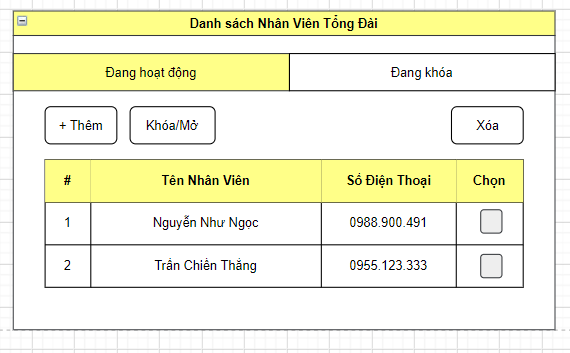 Danh sách Nhân Viên Tổng Đài
Đang hoạt động Đang khóa
+ Thêm Khóa/Mở Xóa
# Tên Nhân Viên Số Điện Thoại Chọn
1 Nguyễn Như Ngọc 0988.900.491
2 Trần Chiến Thắng 0955.123.333